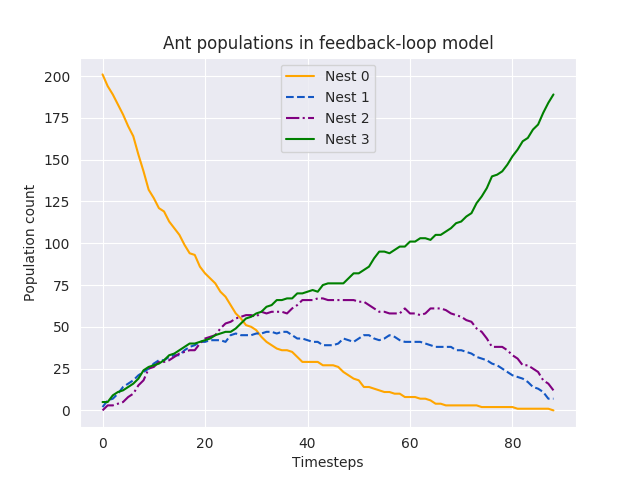 Ant populations in feedback-loop model
Nest 0
Nest 1
Nest 2
Nest 3
200
175
150
125
100
75
50
25
0
Population count
0 20 40 60 80
Timesteps